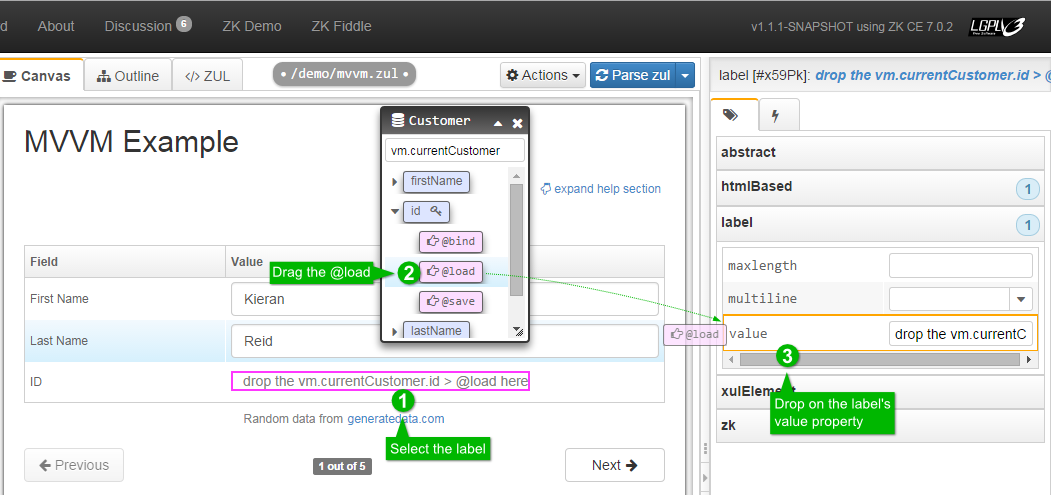 d About Discussion 6 ZK Demo ZK Fiddle v1.1.1-SNAPSHOT using ZK CE 7.0.2 LGPLv3
Canvas Outline </> ZUL /demo/mvvm.zul Actions Parse zul
label [#x59Pk]: drop the vm.currentCustomer.id > @
MVVM Example
Customer
vm.currentCustomer
firstName
id
@bind
@load
@save
lastName
expand help section
Field Value
First Name Kieran
Last Name Reid
ID drop the vm.currentCustomer.id > @load here
Random data from generatedata.com
Previous 1 out of 5 Next
2 Drag the @load
1
Select the label
@load
abstract
htmlBased 1
label 1
maxlength
multiline
value drop the vm.currentC
3
Drop on the label's
value property
xulElem
zk